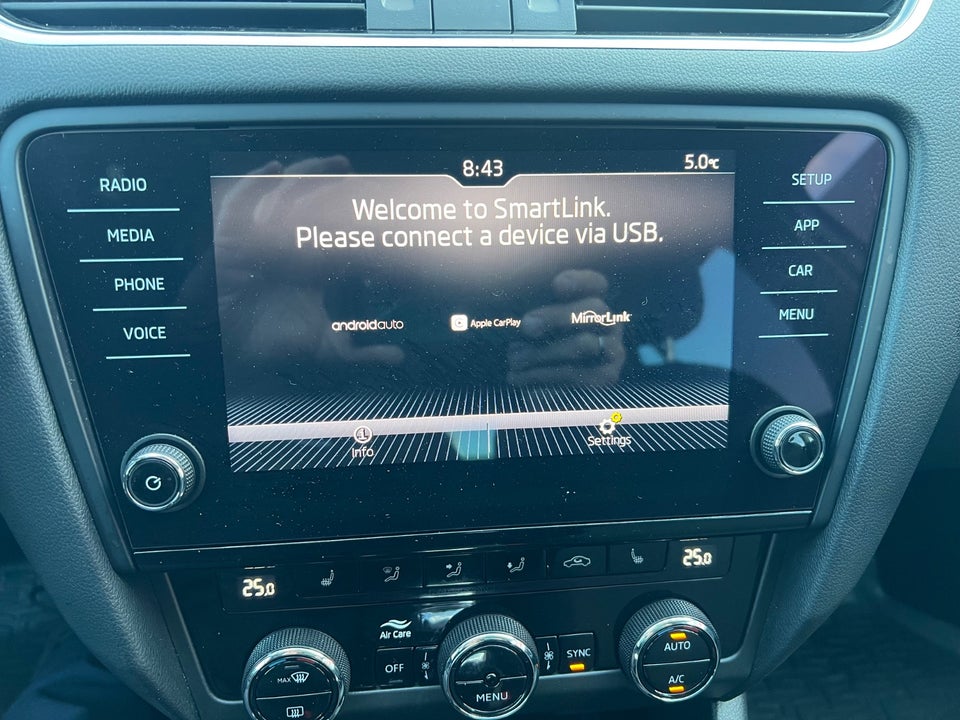 8:43
5.0°C
RADIO
MEDIA
PHONE
VOICE
Welcome to SmartLink.
Please connect a device via USB.
androidauto
Apple CarPlay
MirrorLink
Info
Settings
SETUP
APP
CAR
MENU
25.0
25.0
Air Care
MAX
OFF
MENU
SYNC
AUTO
A/C